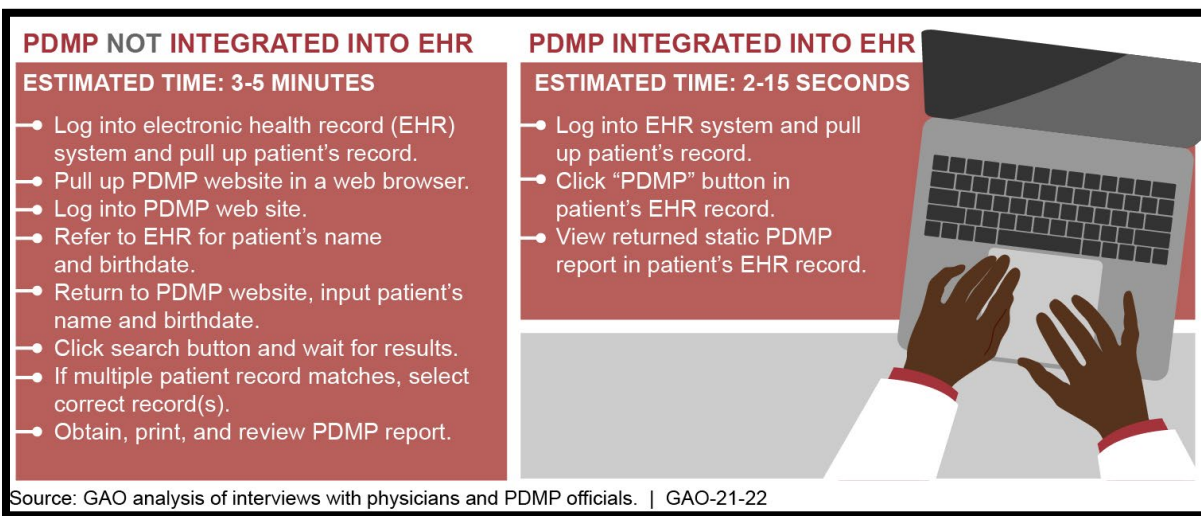 PDMP NOT INTEGRATED INTO EHR
ESTIMATED TIME: 3-5 MINUTES
Log into electronic health record (EHR)
system and pull up patient's record.
Pull up PDMP website in a web browser.
Log into PDMP web site.
Refer to EHR for patient's name
and birthdate.
Return to PDMP website, input patient's
name and birthdate.
Click search button and wait for results.
If multiple patient record matches, select
correct record(s).
Obtain, print, and review PDMP report.
PDMP INTEGRATED INTO EHR
ESTIMATED TIME: 2-15 SECONDS
Log into EHR system and pull
up patient's record.
Click “PDMP” button in
patient's EHR record.
View returned static PDMP
report in patient's EHR record.
Source: GAO analysis of interviews with physicians and PDMP officials. | GAO-21-22